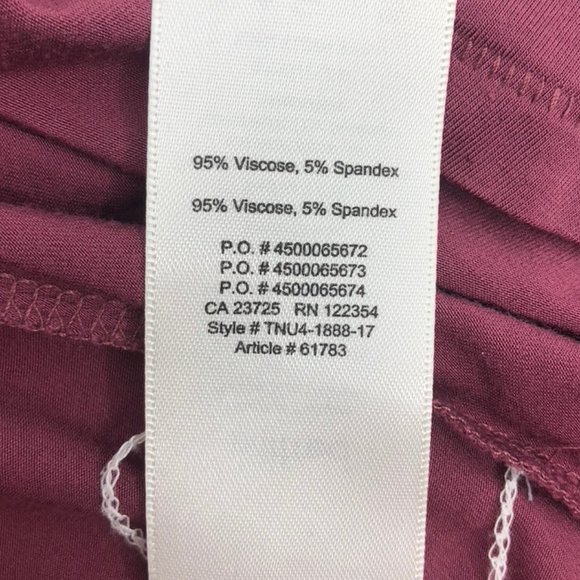 95% Viscose, 5% Spandex
95% Viscose, 5% Spandex
P.O. # 4500065672
P.O. # 4500065673
P.O. # 4500065674
CA 23725 RN 122354
Style # TNU4-1888-17
Article # 61783